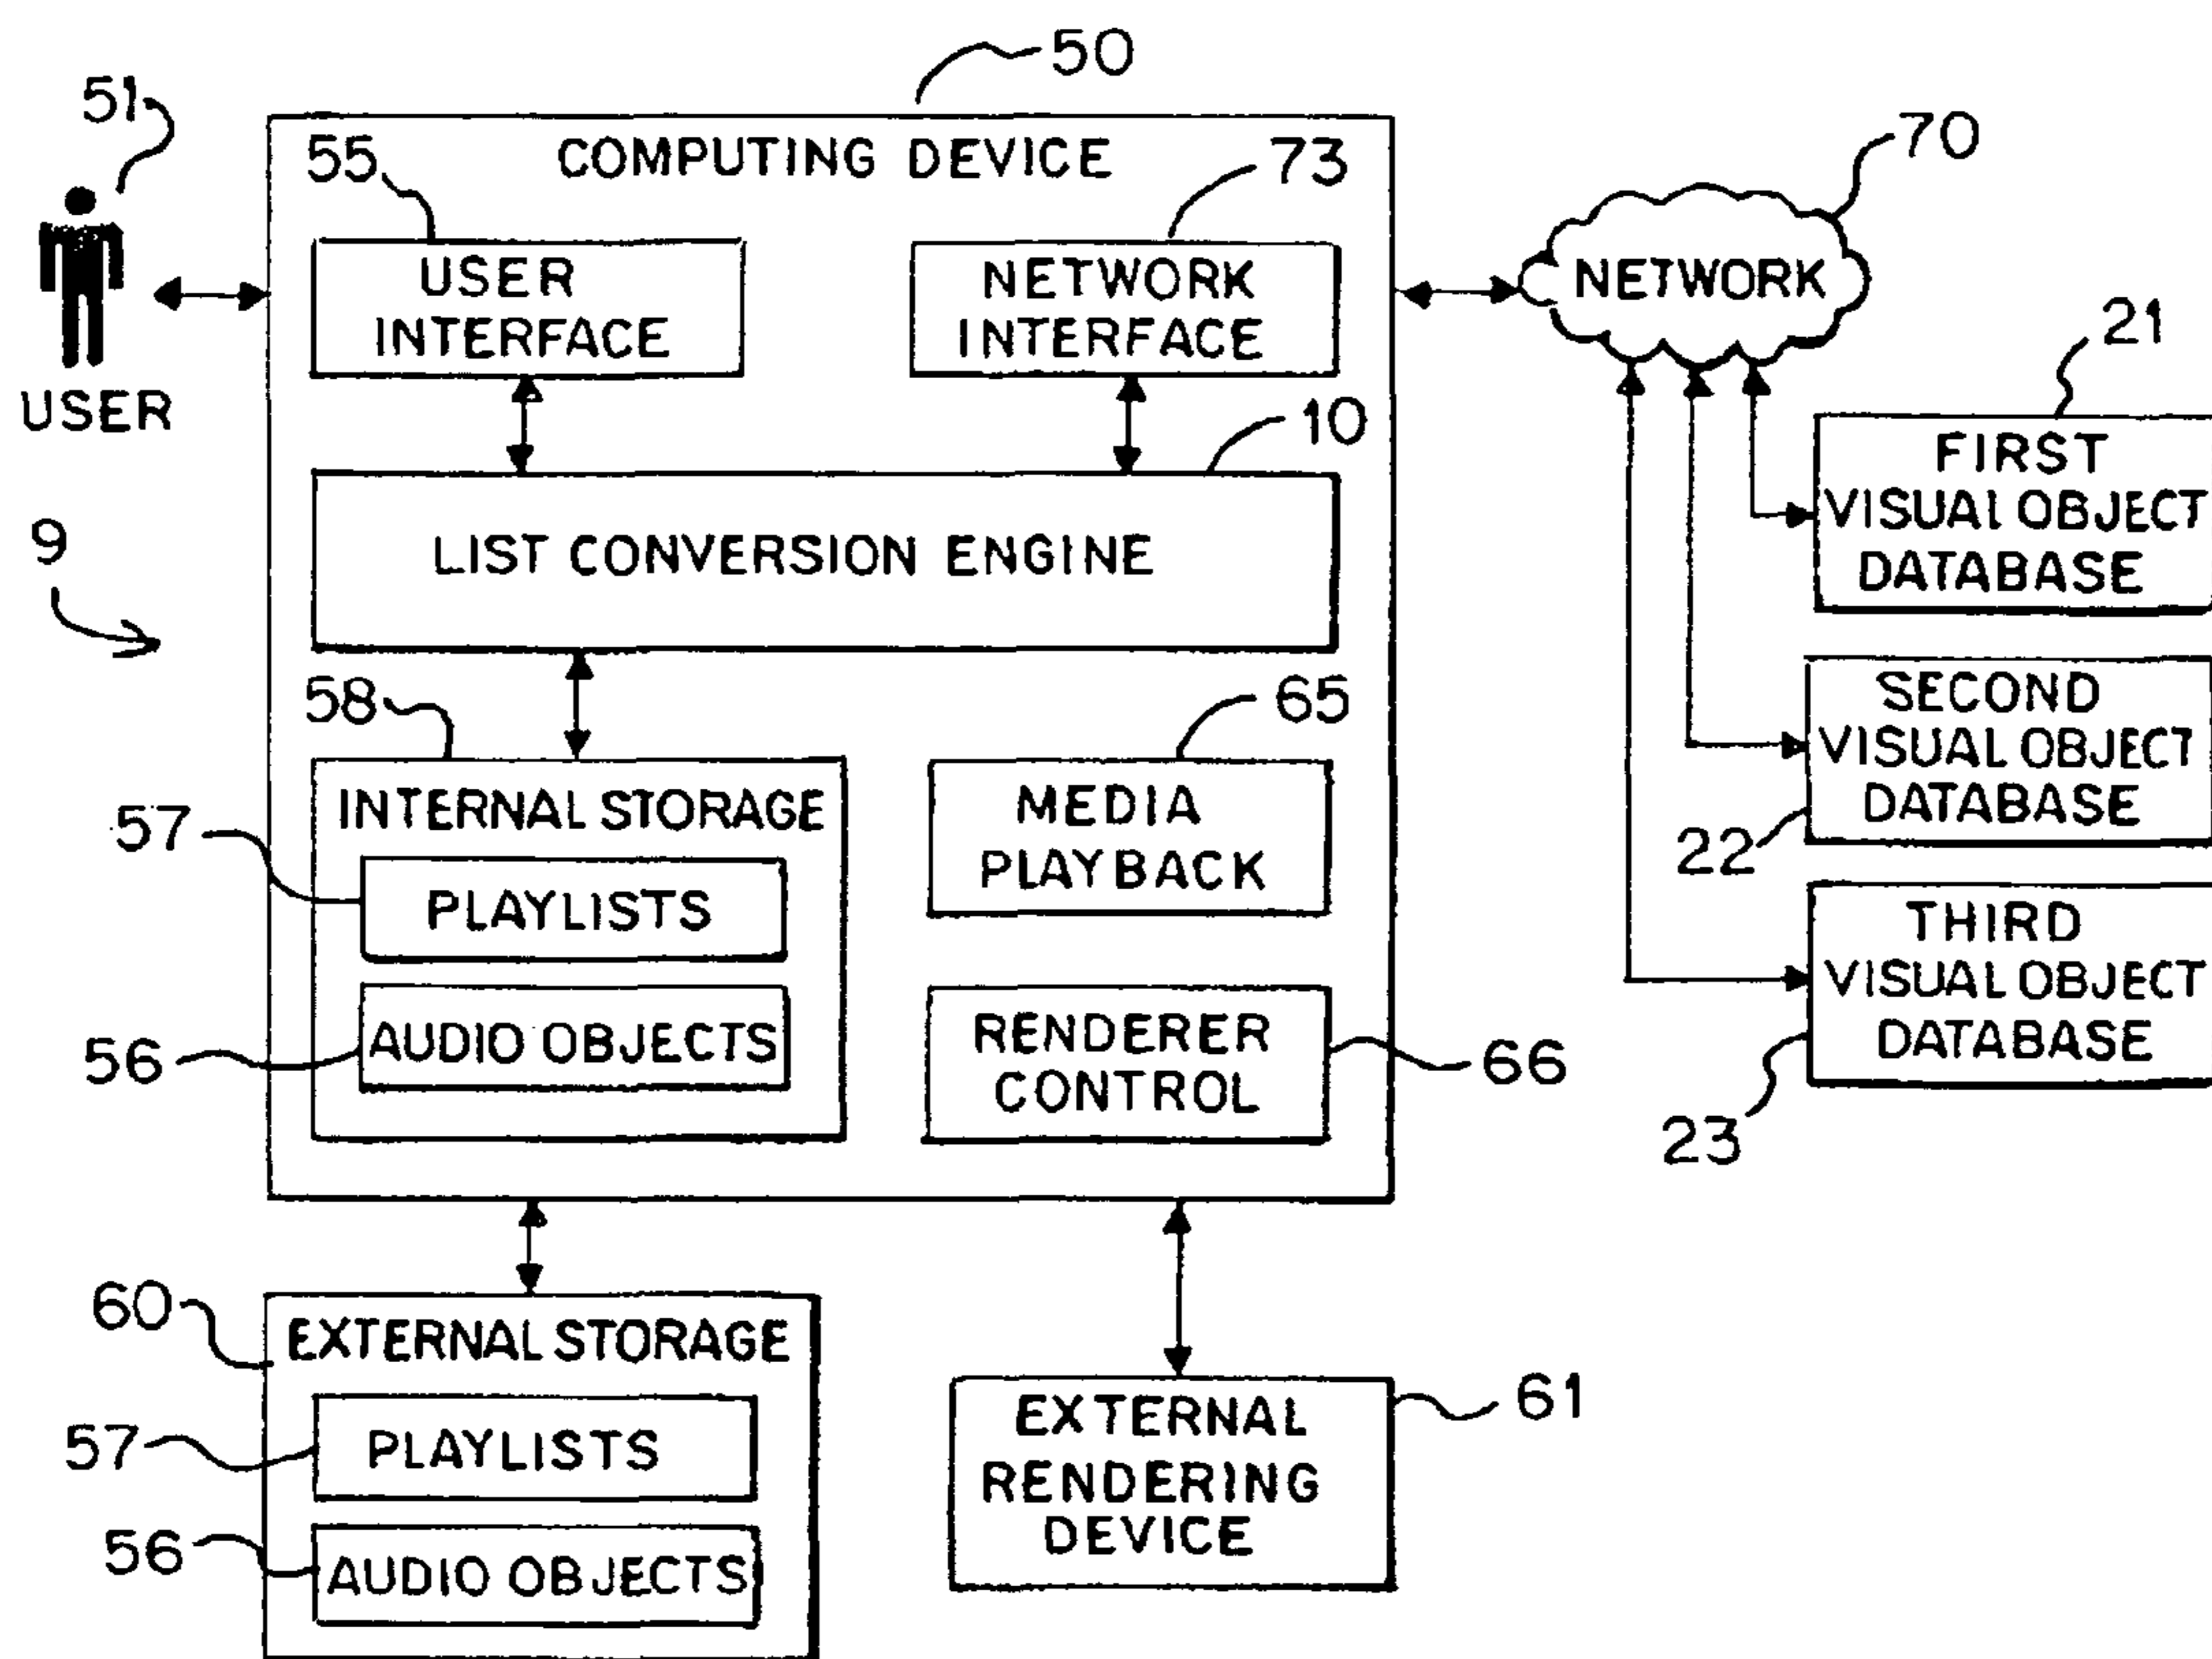 50
51
COMPUTING DEVICE
55
73
70
USER
INTERFACE
NETWORK
INTERFACE
NETWORK
USER
21
10
FIRST
VISUAL OBJECT
DATABASE
LIST CONVERSION ENGINE
9
58
65
SECOND
VISUAL OBJECT
DATABASE
22
INTERNAL STORAGE
57
PLAYLISTS
56
AUDIO OBJECTS
MEDIA
PLAYBACK
RENDERER
CONTROL
66
THIRD
VISUAL OBJECT
DATABASE
23
60
EXTERNAL STORAGE
57
PLAYLISTS
56
AUDIO OBJECTS
EXTERNAL
RENDERING
DEVICE
61